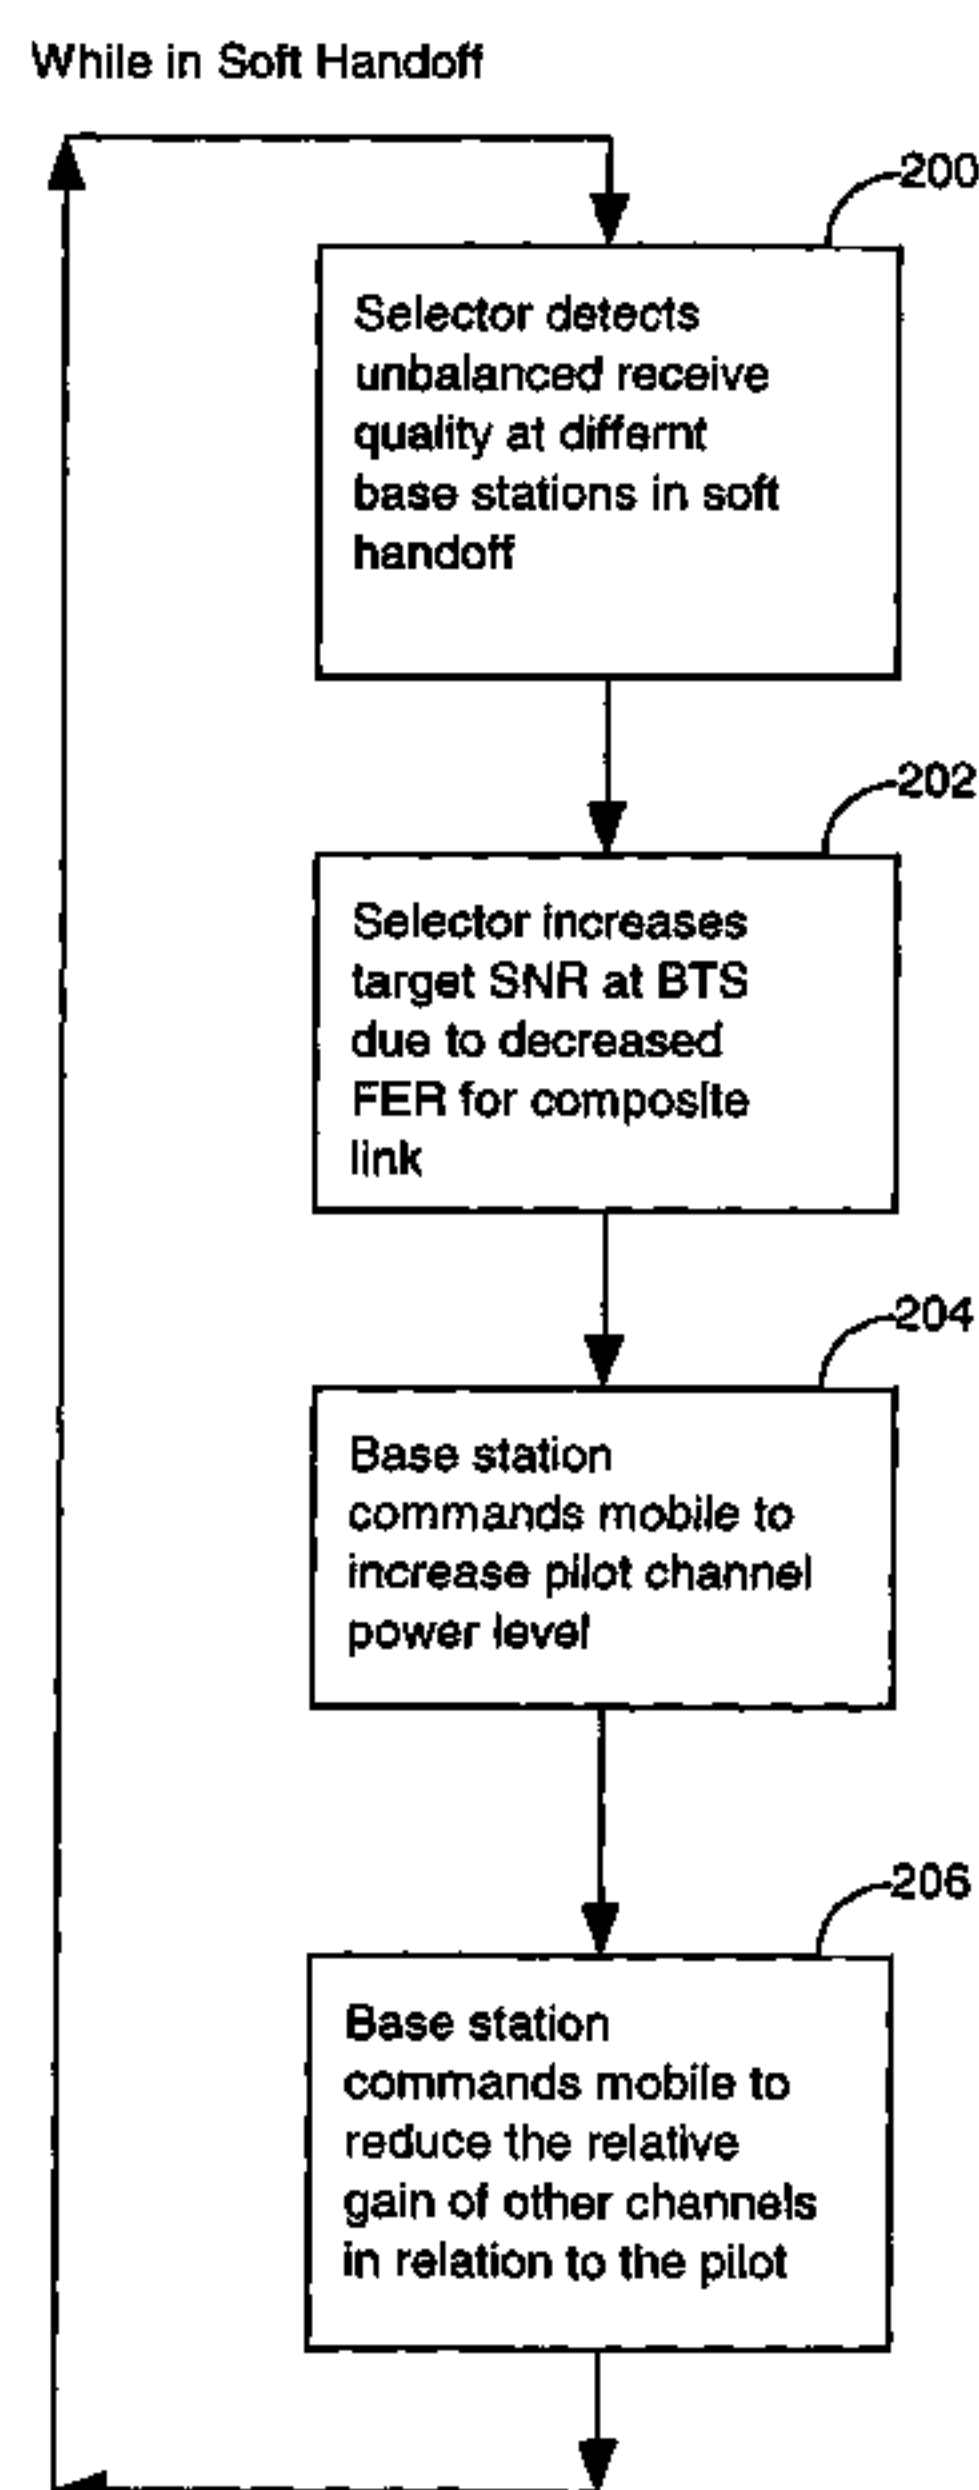 While in Soft Handoff
200
Selector detects
unbalanced receive
quality at differnt
base stations in soft
handoff
202
Selector increases
target SNR at BTS
due to decreased
FER for composite
link
204
Base station
commands mobile to
increase pilot channel
power level
206
Base station
commands mobile to
reduce the relative
gain of other channels
in relation to the pilot